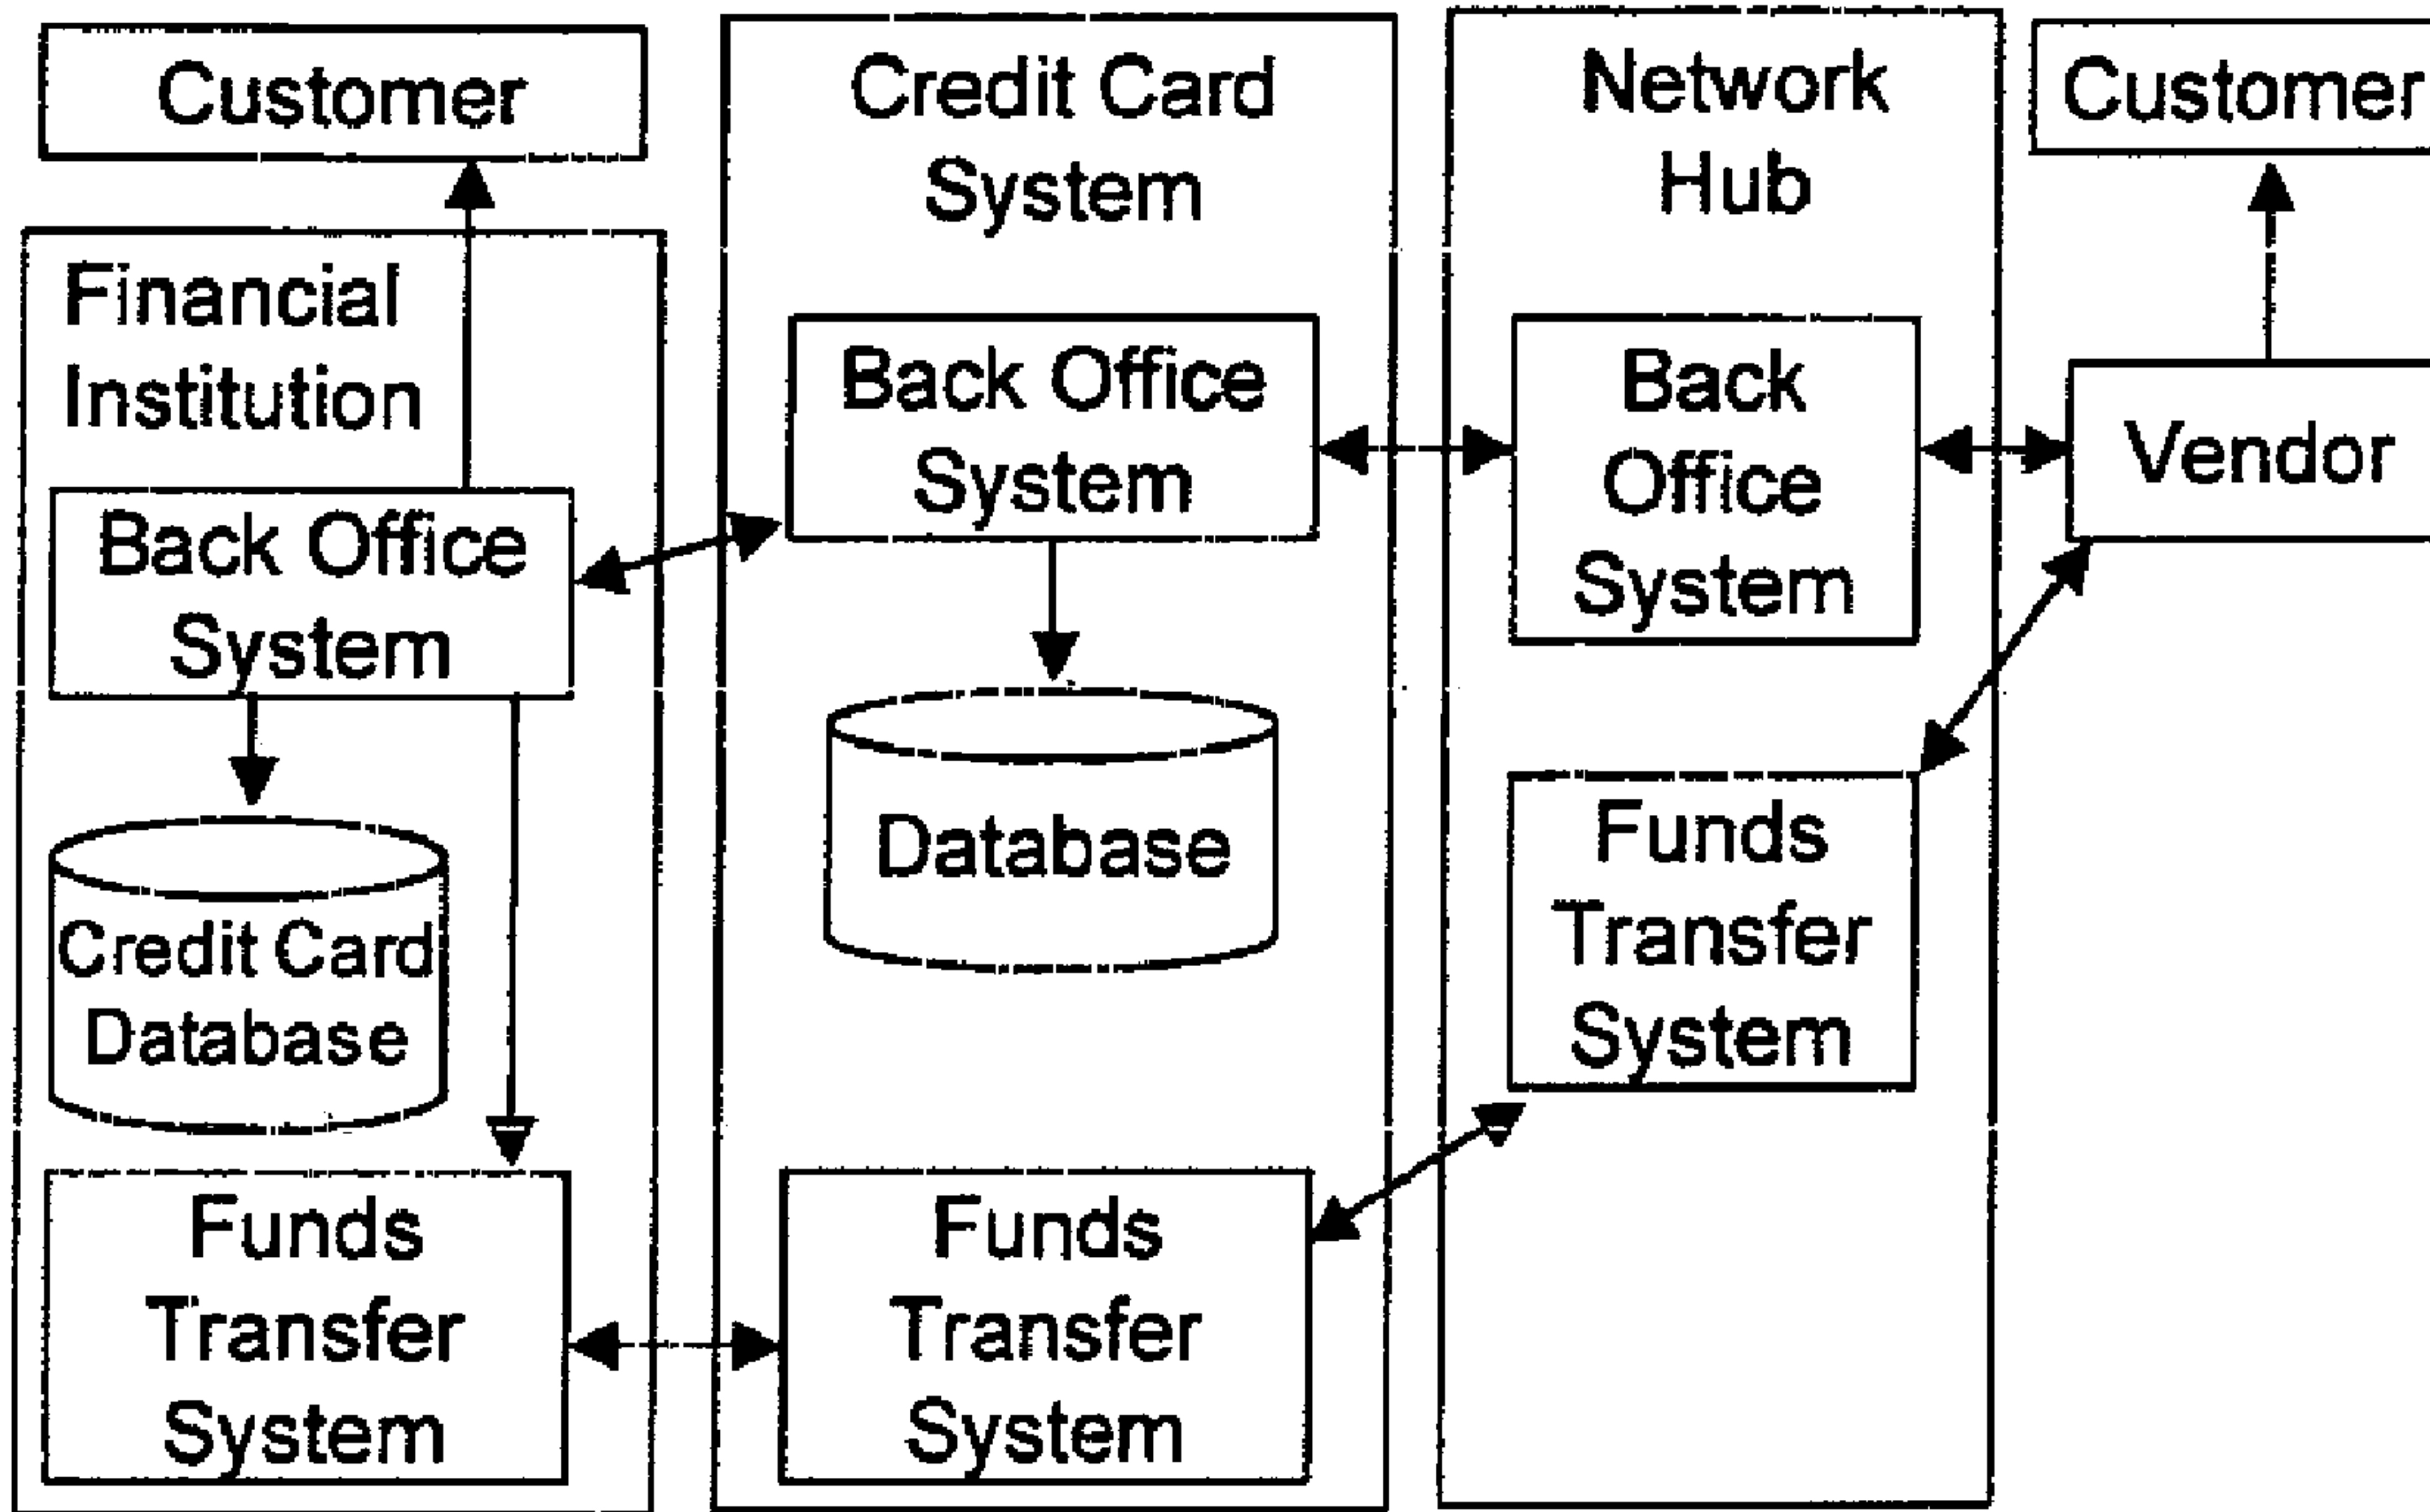 Customer
Financial
Institution
Back Office
System
Credit Card
Database
Funds
Transfer
System
Credit Card
System
Back Office
System
Database
Funds
Transfer
System
Network
Hub
Back
Office
System
Funds
Transfer
System
Customer
Vendor